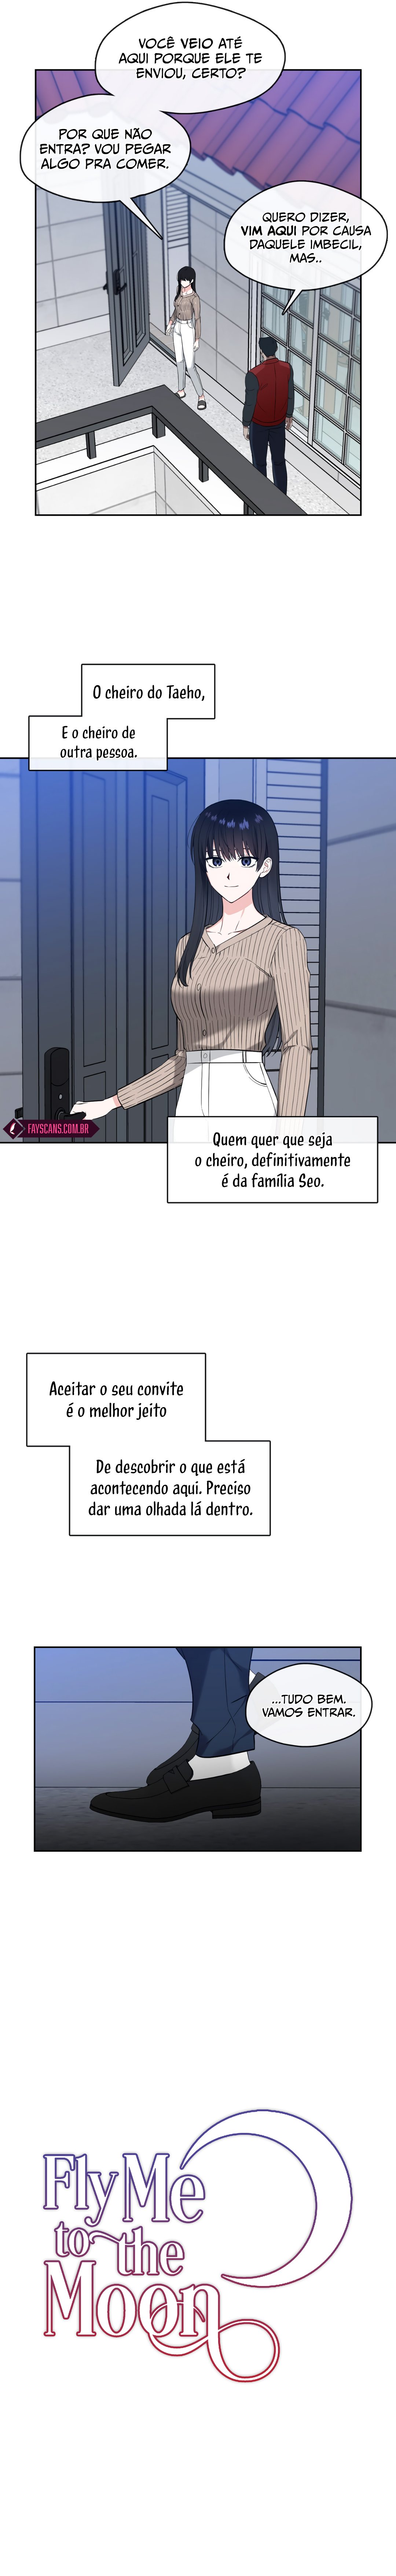 VOCÊ VEIO ATÉ
AQUI PORQUE ELE TE
ENVIOU, CERTO?
POR QUE NÃO
ENTRA? VOU PEGAR
ALGO PRA COMER.
QUERO DIZER,
VIM AQUI POR CAUSA
DAQUELE IMBECIL,
MAS..
O cheiro do Taeho,
E o cheiro de
outra pessoa.
FAYSCANS.COM.BR
Quem quer que seja
o cheiro, definitivamente
é da família Seo.
Aceitar o seu convite
é o melhor jeito
De descobrir o que está
acontecendo aqui. Preciso
dar uma olhada lá dentro.
...TUDO BEM.
VAMOS ENTRAR.
Fly Me
to the
Moon